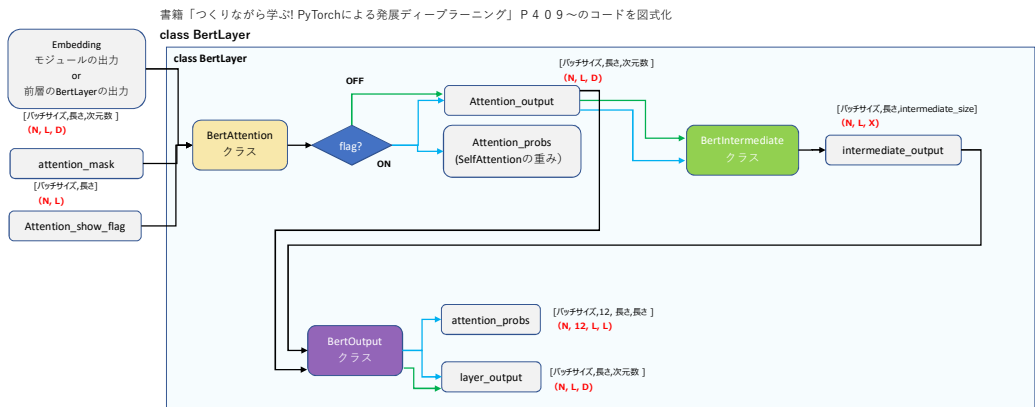 書籍「つくりながら学ぶ! PyTorchによる発展ディープラーニング」P409~のコードを図式化
class BertLayer
class BertLayer
Embedding
モジュールの出力
or
前層のBertLayerの出力
[バッチサイズ,長さ,次元数 ]
(N, L, D)
attention_mask
[バッチサイズ,長さ]
(N, L)
Attention_show_flag
BertAttention
クラス
flag?
OFF
ON
[バッチサイズ,長さ,次元数 ]
(N, L, D)
Attention_output
Attention_probs
(SelfAttentionの重み)
BertIntermediate
クラス
[バッチサイズ,長さ,intermediate_size]
(N, L, X)
intermediate_output
BertOutput
クラス
attention_probs
[バッチサイズ,12, 長さ,長さ ]
(N, 12, L, L)
layer_output
[バッチサイズ,長さ,次元数 ]
(N, L, D)